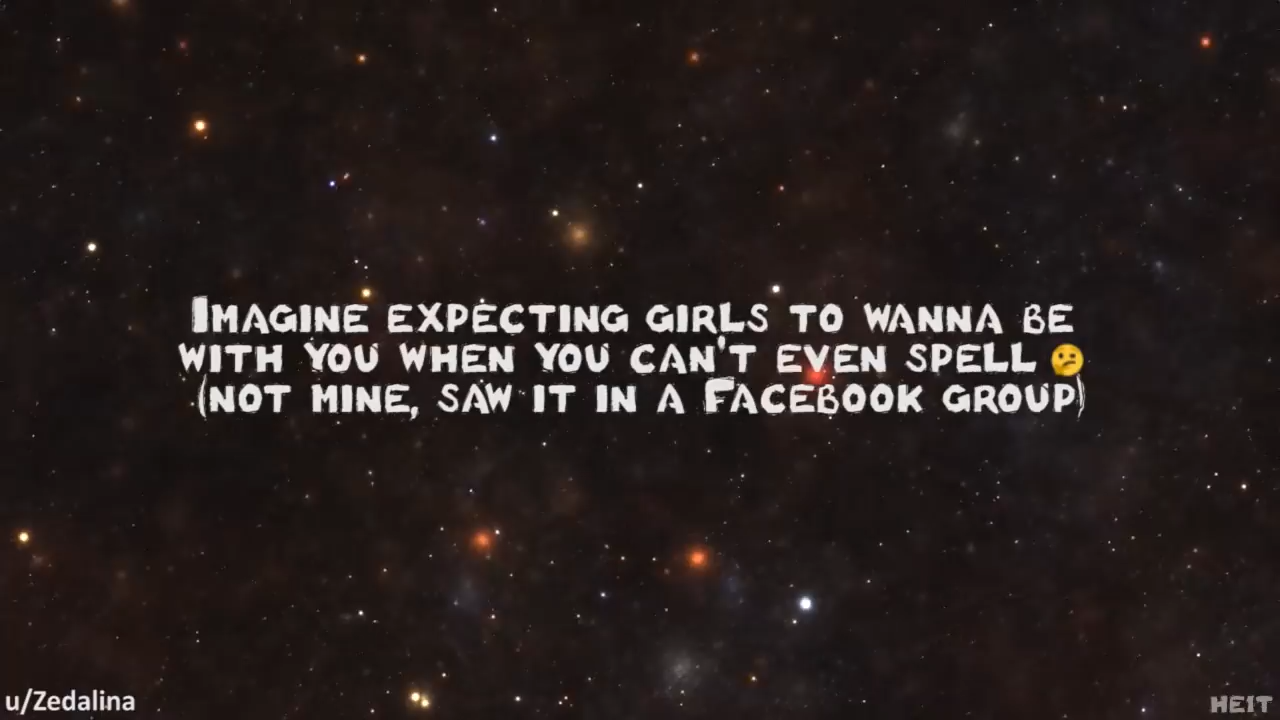 Imagine expecting girls to wanna be
with you when you can't even spell 😕
(not mine, saw it in a Facebook group)
u/Zedalina
HEIT